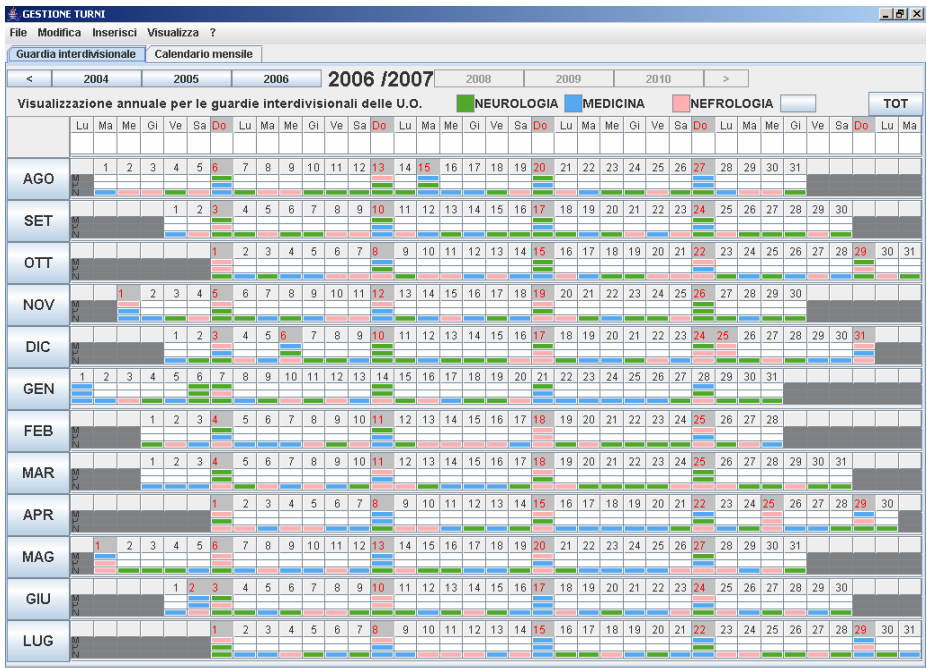 GESTIONE TURNI
File Modifica Inserisci Visualizza ?
Guardia interdivisionale Calendario mensile
< 2004 2005 2006 2006 /2007 2008 2009 2010 >
Visualizzazione annuale per le guardie interdivisionali delle U.O. NEUROLOGIA MEDICINA NEFROLOGIA TOT
Lu Ma Me Gi Ve Sa Do Lu Ma Me Gi Ve Sa Do Lu Ma Me Gi Ve Sa Do Lu Ma Me Gi Ve Sa Do Lu Ma Me Gi Ve Sa Do Lu Ma
AGO 1 2 3 4 5 6 7 8 9 10 11 12 13 14 15 16 17 18 19 20 21 22 23 24 25 26 27 28 29 30 31
SET 1 2 3 4 5 6 7 8 9 10 11 12 13 14 15 16 17 18 19 20 21 22 23 24 25 26 27 28 29 30
OTT 1 2 3 4 5 6 7 8 9 10 11 12 13 14 15 16 17 18 19 20 21 22 23 24 25 26 27 28 29 30 31
NOV 1 2 3 4 5 6 7 8 9 10 11 12 13 14 15 16 17 18 19 20 21 22 23 24 25 26 27 28 29 30
DIC 1 2 3 4 5 6 7 8 9 10 11 12 13 14 15 16 17 18 19 20 21 22 23 24 25 26 27 28 29 30 31
GEN 1 2 3 4 5 6 7 8 9 10 11 12 13 14 15 16 17 18 19 20 21 22 23 24 25 26 27 28 29 30 31
FEB 1 2 3 4 5 6 7 8 9 10 11 12 13 14 15 16 17 18 19 20 21 22 23 24 25 26 27 28
MAR 1 2 3 4 5 6 7 8 9 10 11 12 13 14 15 16 17 18 19 20 21 22 23 24 25 26 27 28 29 30 31
APR 1 2 3 4 5 6 7 8 9 10 11 12 13 14 15 16 17 18 19 20 21 22 23 24 25 26 27 28 29 30
MAG 1 2 3 4 5 6 7 8 9 10 11 12 13 14 15 16 17 18 19 20 21 22 23 24 25 26 27 28 29 30 31
GIU 1 2 3 4 5 6 7 8 9 10 11 12 13 14 15 16 17 18 19 20 21 22 23 24 25 26 27 28 29 30
LUG 1 2 3 4 5 6 7 8 9 10 11 12 13 14 15 16 17 18 19 20 21 22 23 24 25 26 27 28 29 30 31